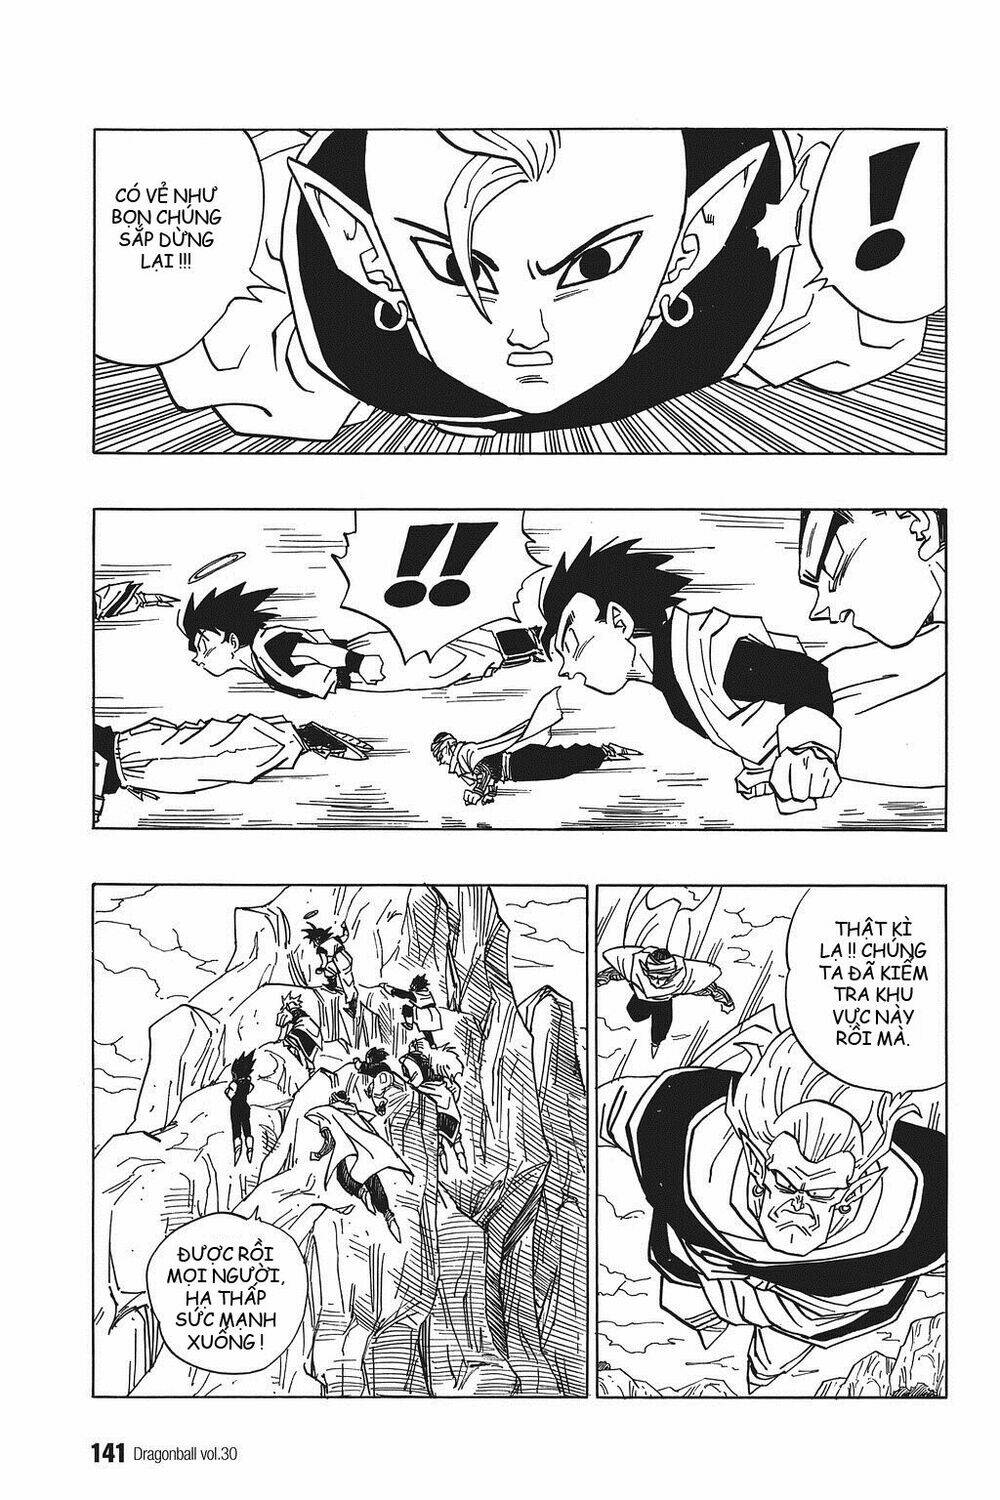 CÓ VẺ NHƯ
BỌN CHÚNG
SẮP DỪNG
LẠI !!!
!
!!
THẬT KÌ
LẠ !! CHÚNG
TA ĐÃ KIỂM
TRA KHU
VỰC NÀY
RỒI MÀ.
ĐƯỢC RỒI
MỌI NGƯỜI,
HẠ THẤP
SỨC MẠNH
XUỐNG !
141 Dragonball vol.30